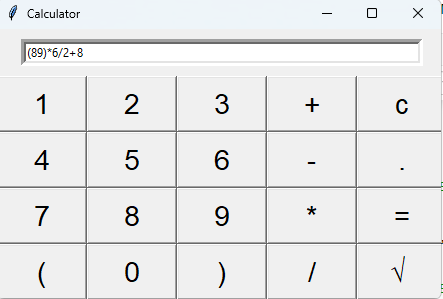 Calculator
(89)*6/2+8
1 2 3 + c
4 5 6 - .
7 8 9 * =
( 0 ) / √